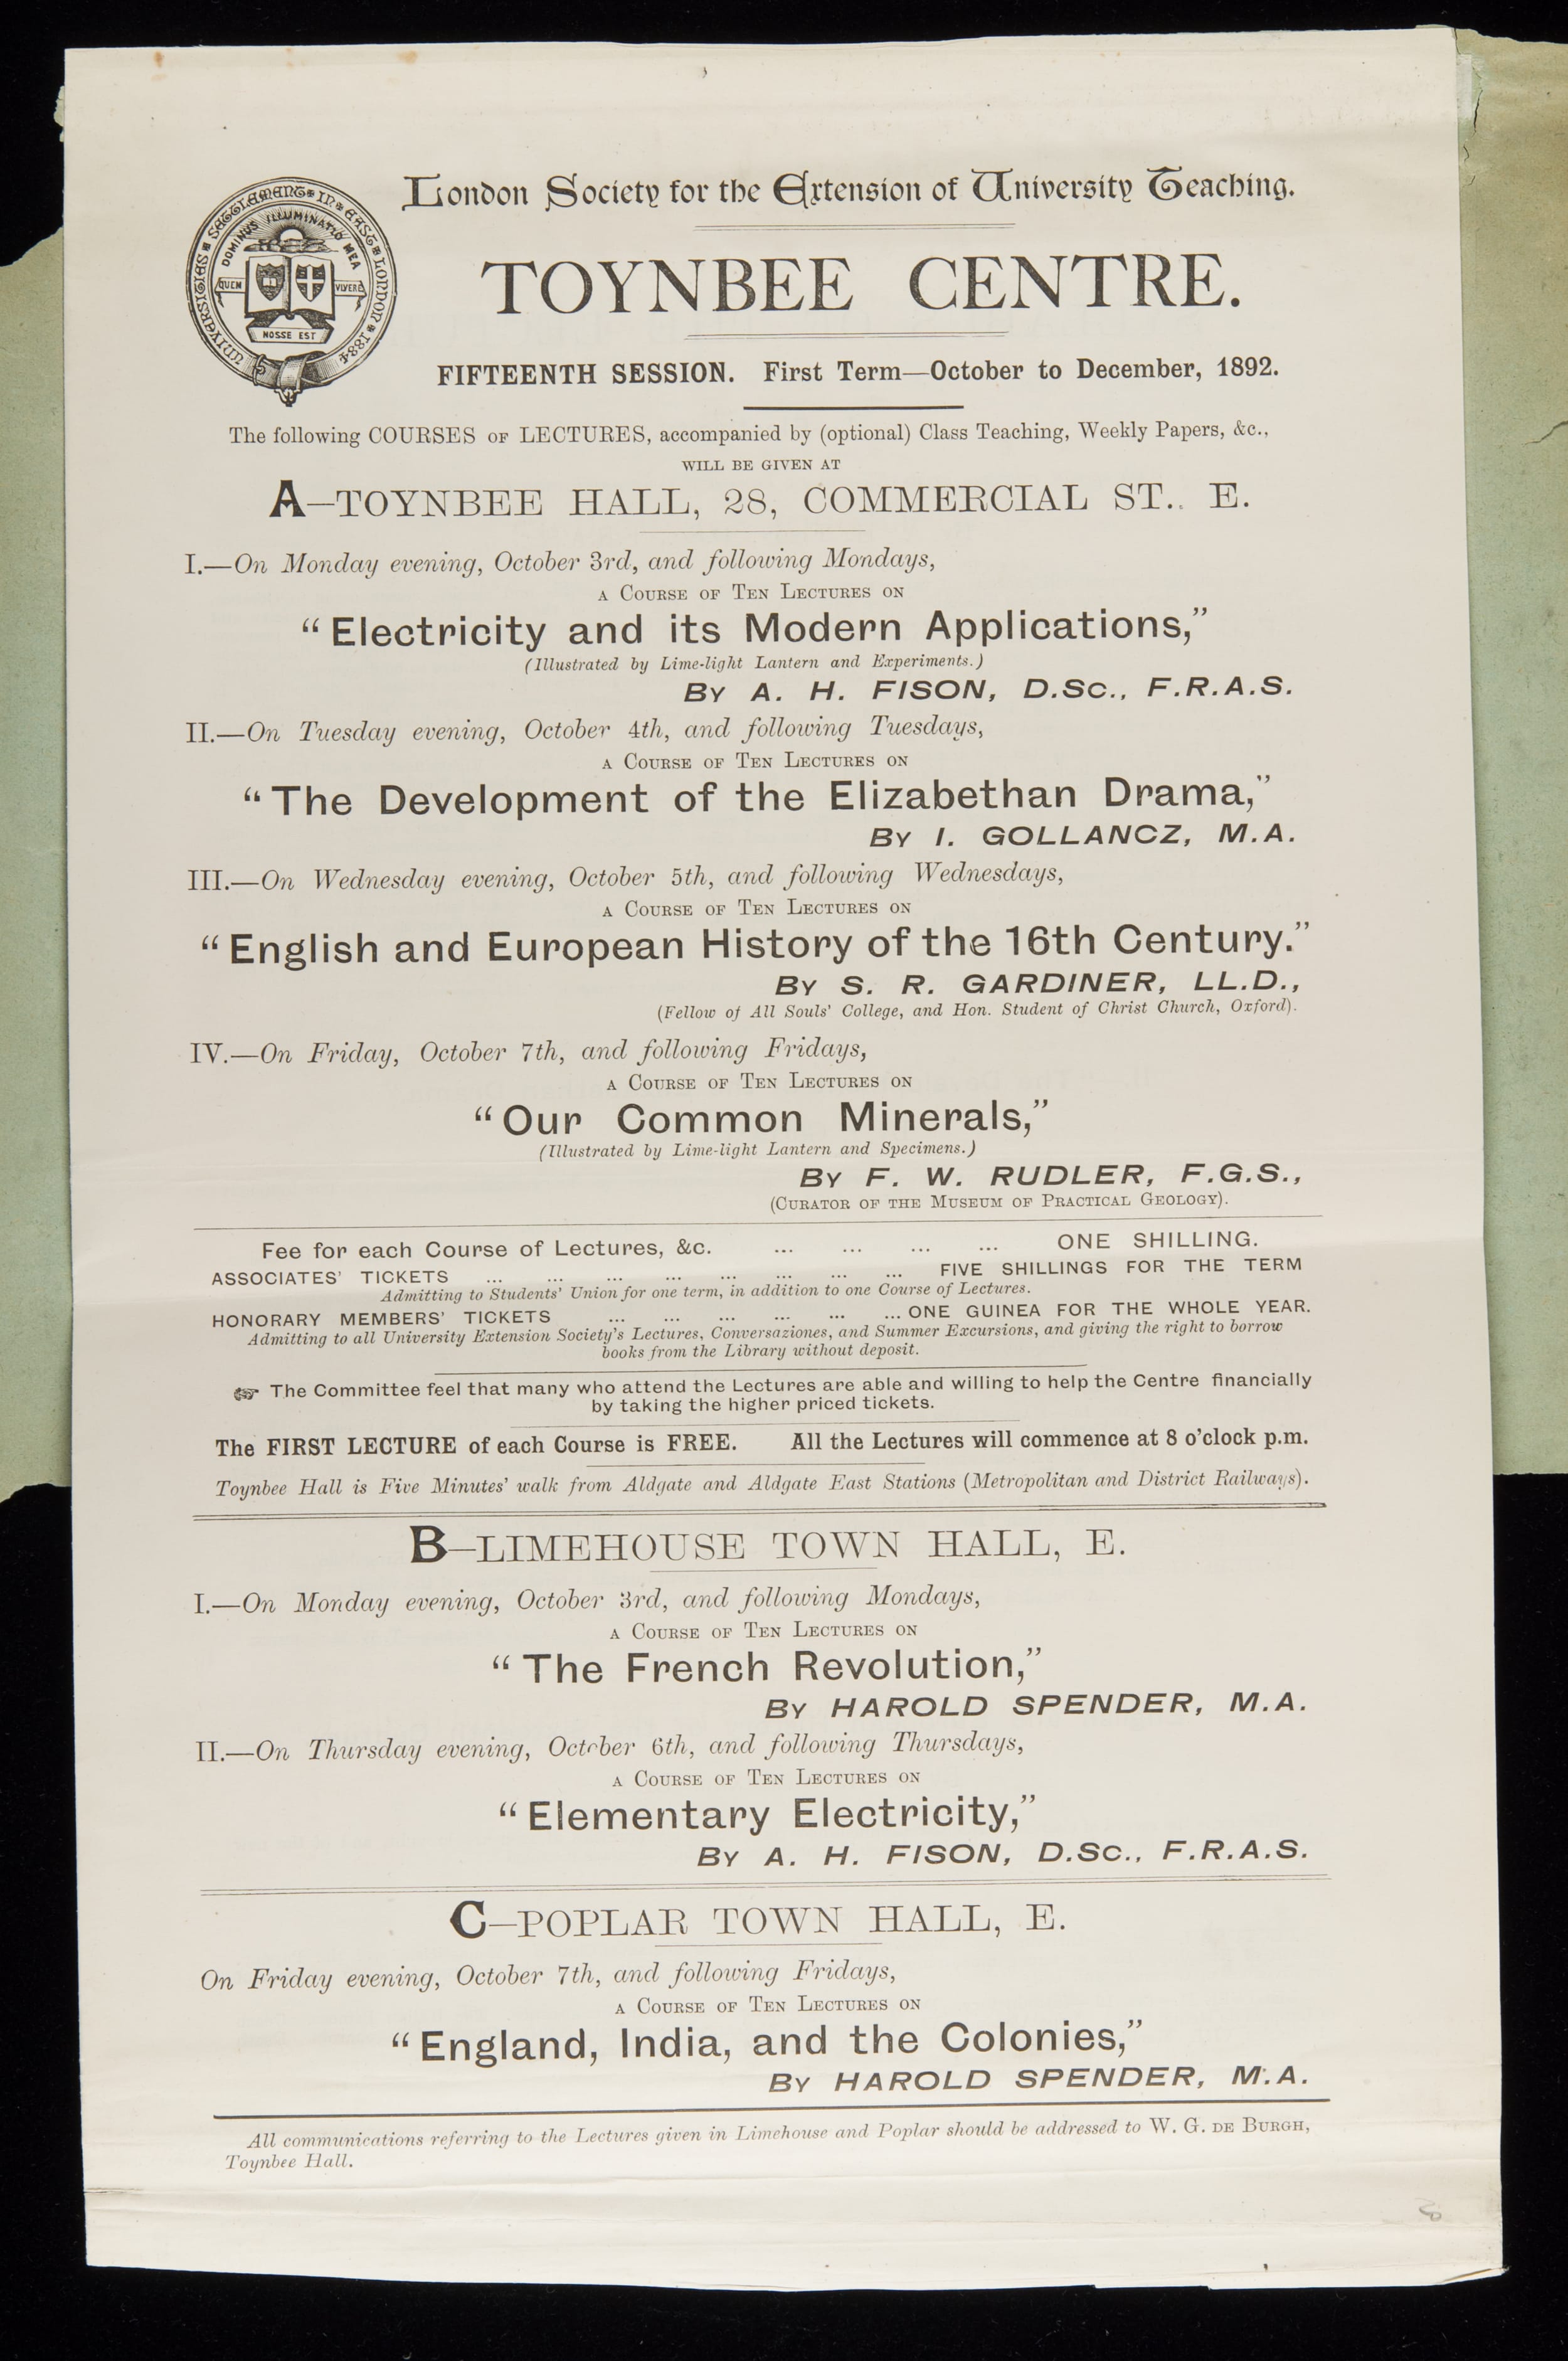 UNIVERSITIES * SETTLEMENT * IN * EAST * LONDON * 1884 *
DOMINUS ILLUMINATIO MEA
QUEM
VIVERE
NOSSE EST
London Society for the Extension of University Teaching.
TOYNBEE CENTRE.
FIFTEENTH SESSION. First Term—October to December, 1892.
The following COURSES OF LECTURES, accompanied by (optional) Class Teaching, Weekly Papers, &c.,
WILL BE GIVEN AT
A—TOYNBEE HALL, 28, COMMERCIAL ST.. E.
I.—On Monday evening, October 3rd, and following Mondays,
A COURSE OF TEN LECTURES ON
“Electricity and its Modern Applications,”
(Illustrated by Lime-light Lantern and Experiments.)
BY A. H. FISON, D.Sc., F.R.A.S.
II.—On Tuesday evening, October 4th, and following Tuesdays,
A COURSE OF TEN LECTURES ON
“The Development of the Elizabethan Drama,”
BY I. GOLLANCZ, M.A.
III.—On Wednesday evening, October 5th, and following Wednesdays,
A COURSE OF TEN LECTURES ON
“English and European History of the 16th Century.”
BY S. R. GARDINER, LL.D.,
(Fellow of All Souls' College, and Hon. Student of Christ Church, Oxford).
IV.—On Friday, October 7th, and following Fridays,
A COURSE OF TEN LECTURES ON
“Our Common Minerals,”
(Illustrated by Lime-light Lantern and Specimens.)
BY F. W. RUDLER, F.G.S.,
(CURATOR OF THE MUSEUM OF PRACTICAL GEOLOGY).
Fee for each Course of Lectures, &c. ... ... ... ... ONE SHILLING.
ASSOCIATES' TICKETS ... ... ... ... ... ... ... ... FIVE SHILLINGS FOR THE TERM
Admitting to Students' Union for one term, in addition to one Course of Lectures.
HONORARY MEMBERS' TICKETS ... ... ... ... ... ... ONE GUINEA FOR THE WHOLE YEAR.
Admitting to all University Extension Society's Lectures, Conversaziones, and Summer Excursions, and giving the right to borrow
books from the Library without deposit.
☞ The Committee feel that many who attend the Lectures are able and willing to help the Centre financially
by taking the higher priced tickets.
The FIRST LECTURE of each Course is FREE. All the Lectures will commence at 8 o'clock p.m.
Toynbee Hall is Five Minutes' walk from Aldgate and Aldgate East Stations (Metropolitan and District Railways).
B—LIMEHOUSE TOWN HALL, E.
I.—On Monday evening, October 3rd, and following Mondays,
A COURSE OF TEN LECTURES ON
“The French Revolution,”
BY HAROLD SPENDER, M.A.
II.—On Thursday evening, October 6th, and following Thursdays,
A COURSE OF TEN LECTURES ON
“Elementary Electricity,”
BY A. H. FISON, D.Sc., F.R.A.S.
C—POPLAR TOWN HALL, E.
On Friday evening, October 7th, and following Fridays,
A COURSE OF TEN LECTURES ON
“England, India, and the Colonies,”
BY HAROLD SPENDER, M.A.
All communications referring to the Lectures given in Limehouse and Poplar should be addressed to W. G. DE BURGH,
Toynbee Hall.